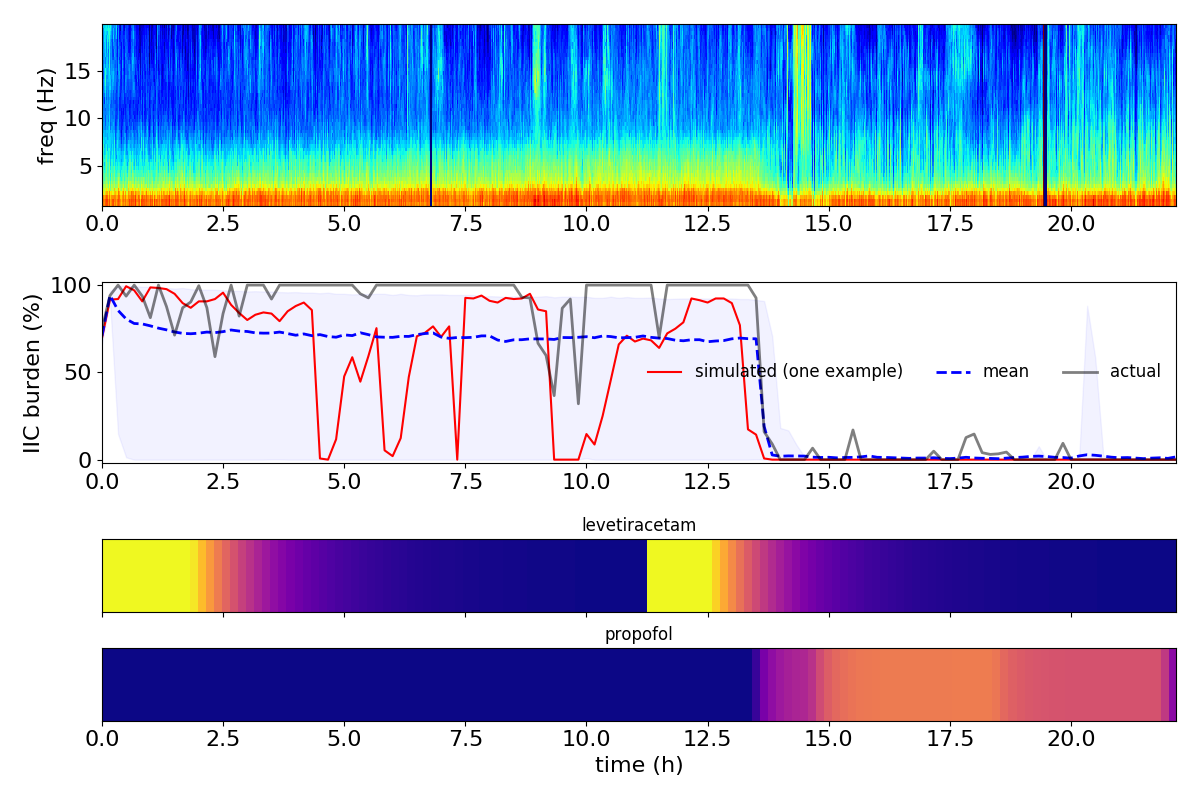 freq (Hz)
15
10
5
0.0 2.5 5.0 7.5 10.0 12.5 15.0 17.5 20.0
IIC burden (%)
100
50
0
simulated (one example) mean actual
0.0 2.5 5.0 7.5 10.0 12.5 15.0 17.5 20.0
levetiracetam
propofol
0.0 2.5 5.0 7.5 10.0 12.5 15.0 17.5 20.0
time (h)